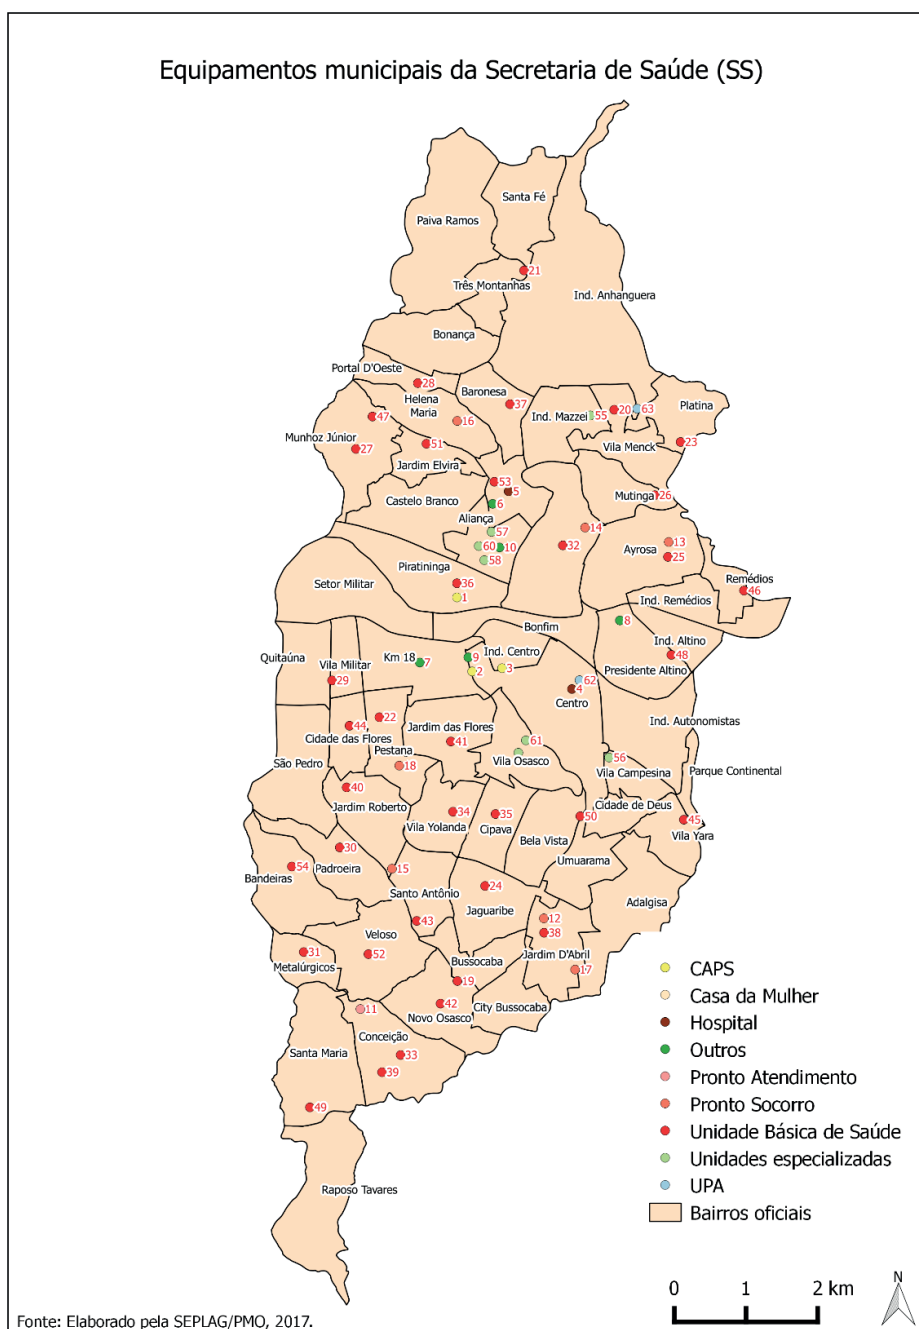 Equipamentos municipais da Secretaria de Saúde (SS)
Santa Fé
Paiva Ramos
21
Três Montanhas
Ind. Anhanguera
Bonança
Portal D'Oeste
28
Baronesa
Helena
Maria
37
Platina
47
16
Ind. Mazzei
55
20
63
Munhoz Júnior
27
51
Vila Menck
23
Jardim Elvira
53
5
Castelo Branco
6
Mutinga
26
Aliança
57
14
60
10
32
13
Ayrosa
25
58
Piratininga
Setor Militar
36
1
Remédios
46
Ind. Remédios
Bonfim
8
Ind. Altino
Quitaúna
Vila Militar
Km 18
7
9
Ind. Centro
2
3
48
Presidente Altino
29
62
4
Centro
22
44
Cidade das Flores
Jardim das Flores
41
Ind. Autonomistas
Pestana
61
São Pedro
18
Vila Osasco
56
Vila Campesina
Parque Continental
40
Jardim Roberto
34
Vila Yolanda
35
Cipava
50
Cidade de Deus
45
Vila Yara
Bela Vista
30
54
Padroeira
15
Umuarama
Bandeiras
24
Santo Antônio
Jaguaribe
Adalgisa
43
12
38
Veloso
31
52
Metalúrgicos
Bussocaba
Jardim D'Abril
17
19
11
42
Novo Osasco
City Bussocaba
Conceição
Santa Maria
33
39
49
Raposo Tavares
CAPS
Casa da Mulher
Hospital
Outros
Pronto Atendimento
Pronto Socorro
Unidade Básica de Saúde
Unidades especializadas
UPA
Bairros oficiais
0 1 2 km
N
Fonte: Elaborado pela SEPLAG/PMO, 2017.